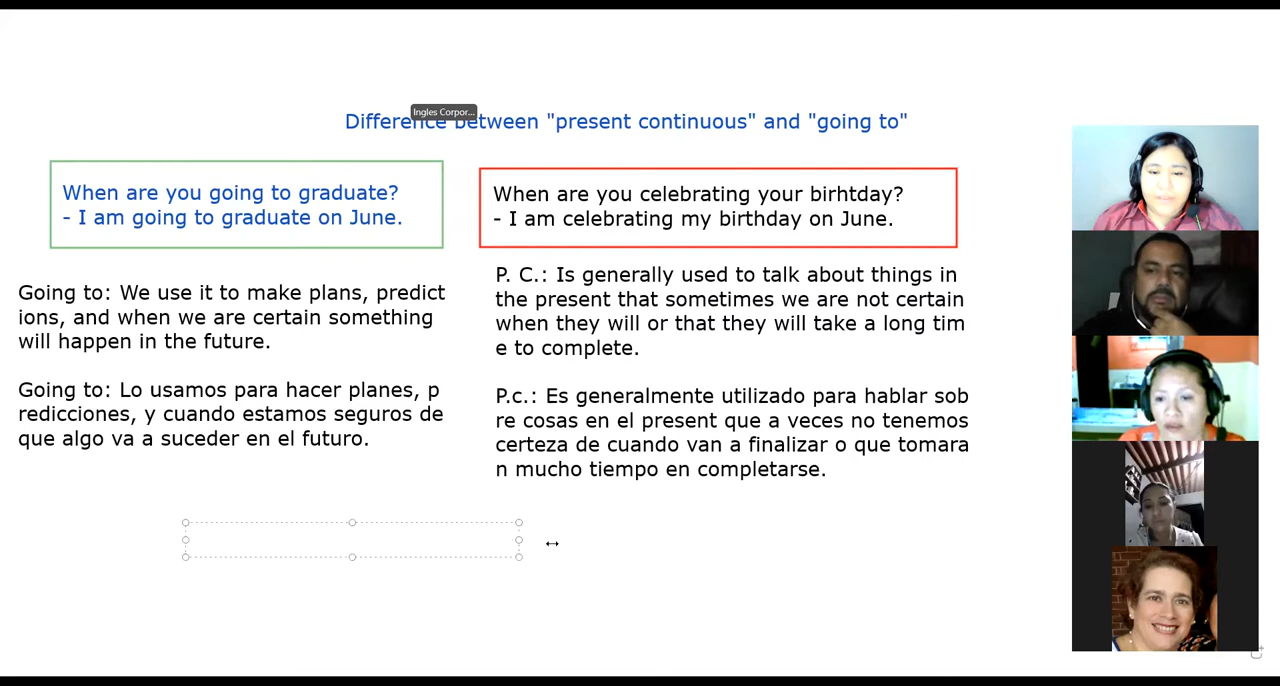 Ingles Corpor...
Difference between "present continuous" and "going to"
When are you going to graduate?
- I am going to graduate on June.
When are you celebrating your birhtday?
- I am celebrating my birthday on June.
Going to: We use it to make plans, predict
ions, and when we are certain something
will happen in the future.
Going to: Lo usamos para hacer planes, p
redicciones, y cuando estamos seguros de
que algo va a suceder en el futuro.
P. C.: Is generally used to talk about things in
the present that sometimes we are not certain
when they will or that they will take a long tim
e to complete.
P.c.: Es generalmente utilizado para hablar sob
re cosas en el present que a veces no tenemos
certeza de cuando van a finalizar o que tomara
n mucho tiempo en completarse.